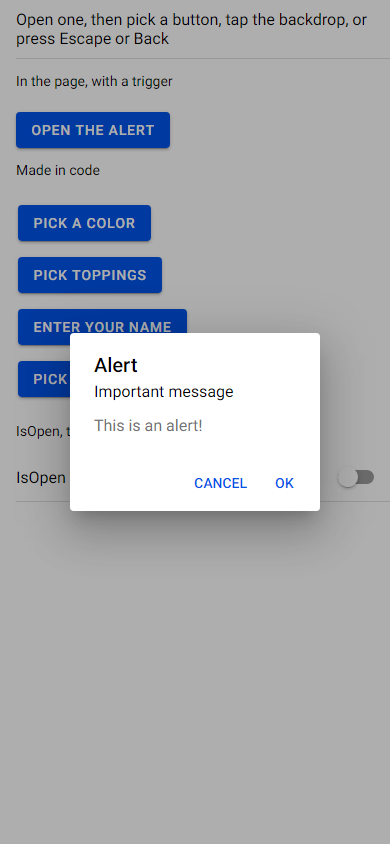 Open one, then pick a button, tap the backdrop, or
press Escape or Back
In the page, with a trigger
OPEN THE ALERT
Made in code
PICK A COLOR
PICK TOPPINGS
ENTER YOUR NAME
PICK
IsOpen, t
IsOpen
Alert
Important message
This is an alert!
CANCEL OK